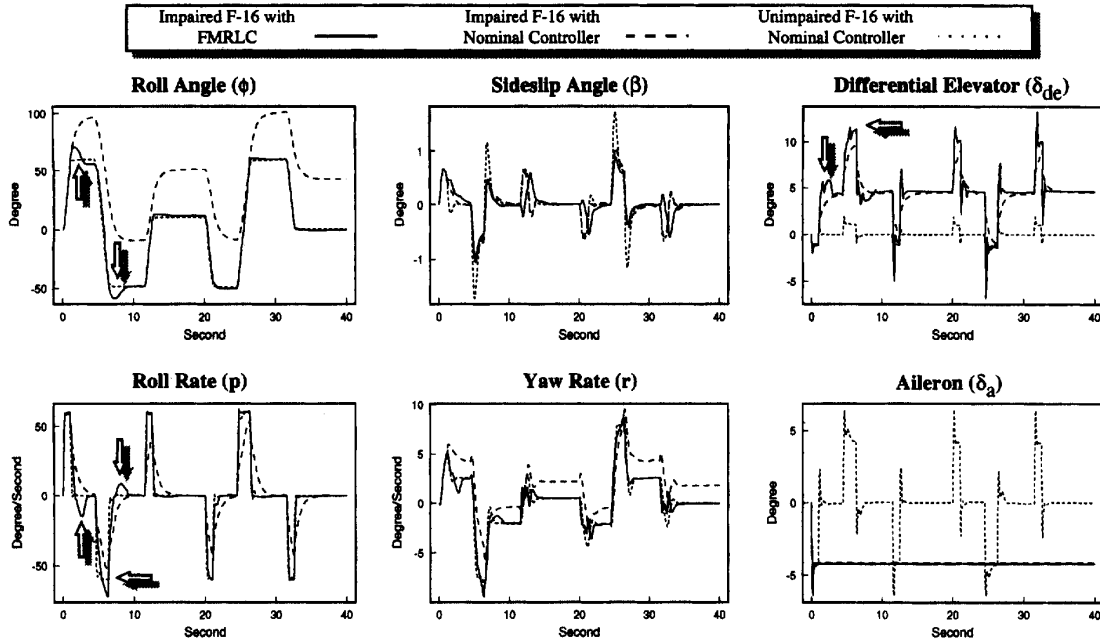 Impaired F-16 with Impaired F-16 with Unimpaired F-16 with
FMRLC Nominal Controller Nominal Controller
Roll Angle (ϕ)
Degree
100
50
0
-50
0 10 20 30 40
Second
Sideslip Angle (β)
Degree
1
0
-1
0 10 20 30 40
Second
Differential Elevator (δde)
Degree
10
5
0
-5
0 10 20 30 40
Second
Roll Rate (p)
Degree/Second
50
0
-50
0 10 20 30 40
Second
Yaw Rate (r)
Degree/Second
10
5
0
-5
0 10 20 30 40
Second
Aileron (δa)
Degree
5
0
-5
0 10 20 30 40
Second